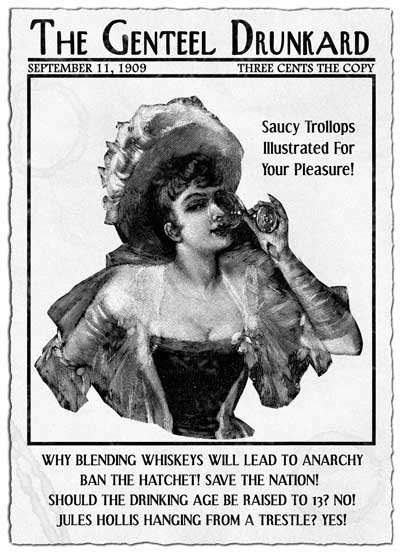 THE GENTEEL DRUNKARD
SEPTEMBER 11, 1909 THREE CENTS THE COPY
Saucy Trollops
Illustrated For
Your Pleasure!
WHY BLENDING WHISKEYS WILL LEAD TO ANARCHY
BAN THE HATCHET! SAVE THE NATION!
SHOULD THE DRINKING AGE BE RAISED TO 13? NO!
JULES HOLLIS HANGING FROM A TRESTLE? YES!